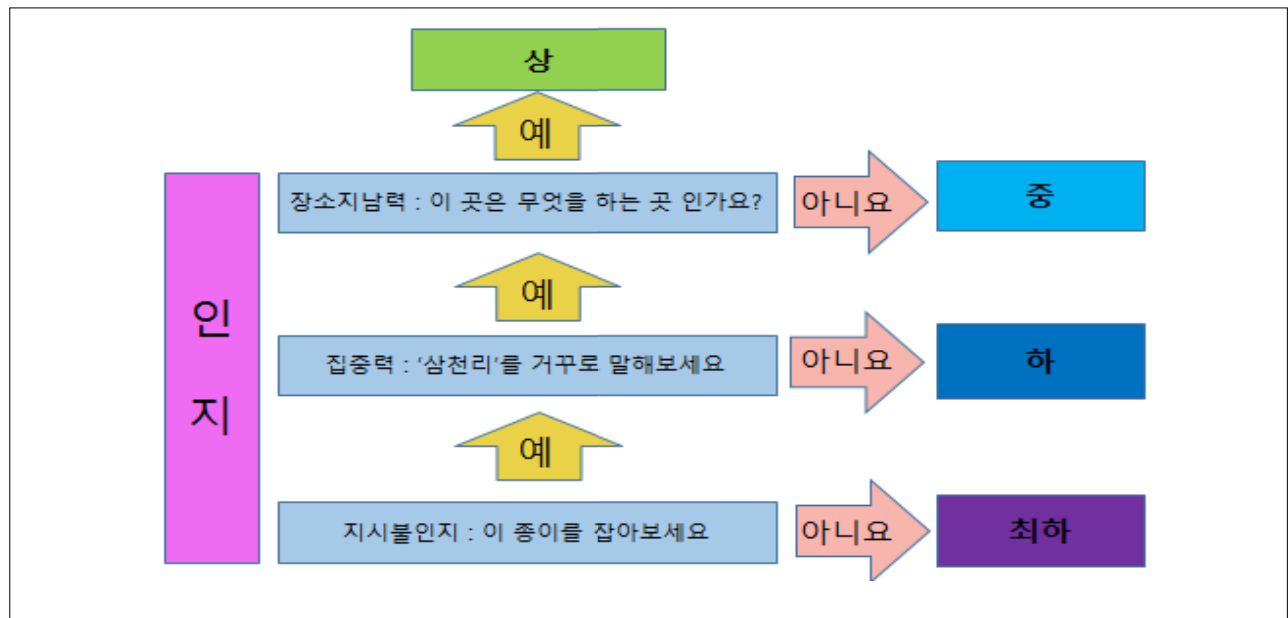 상
예
장소지남력 : 이 곳은 무엇을 하는 곳 인가요?
아니요
중
예
인
지
집중력 : '삼천리'를 거꾸로 말해보세요
아니요
하
예
지시불인지 : 이 종이를 잡아보세요
아니요
최하